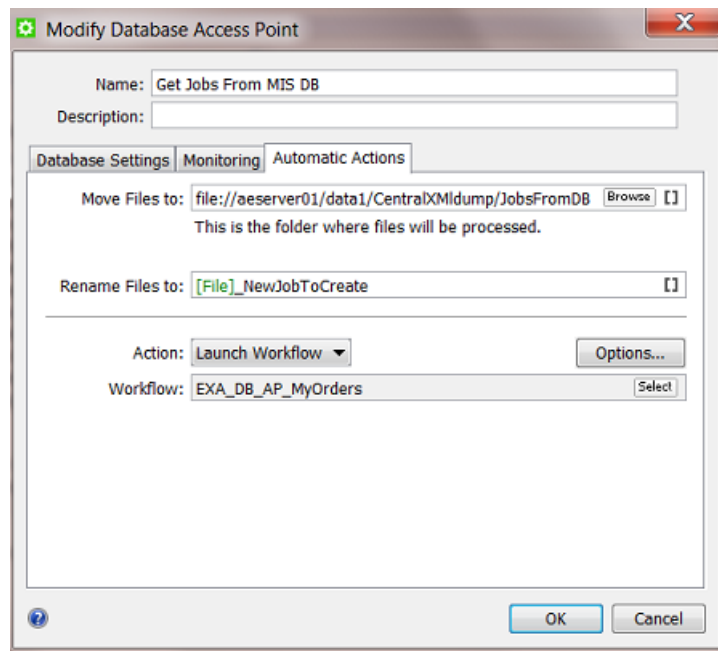 Modify Database Access Point
X
Name: Get Jobs From MIS DB
Description:
Database Settings Monitoring Automatic Actions
Move Files to: file://aeserver01/data1/CentralXMldump/JobsFromDB Browse []
This is the folder where files will be processed.
Rename Files to: [File]_NewJobToCreate []
Action: Launch Workflow Options...
Workflow: EXA_DB_AP_MyOrders Select
? OK Cancel